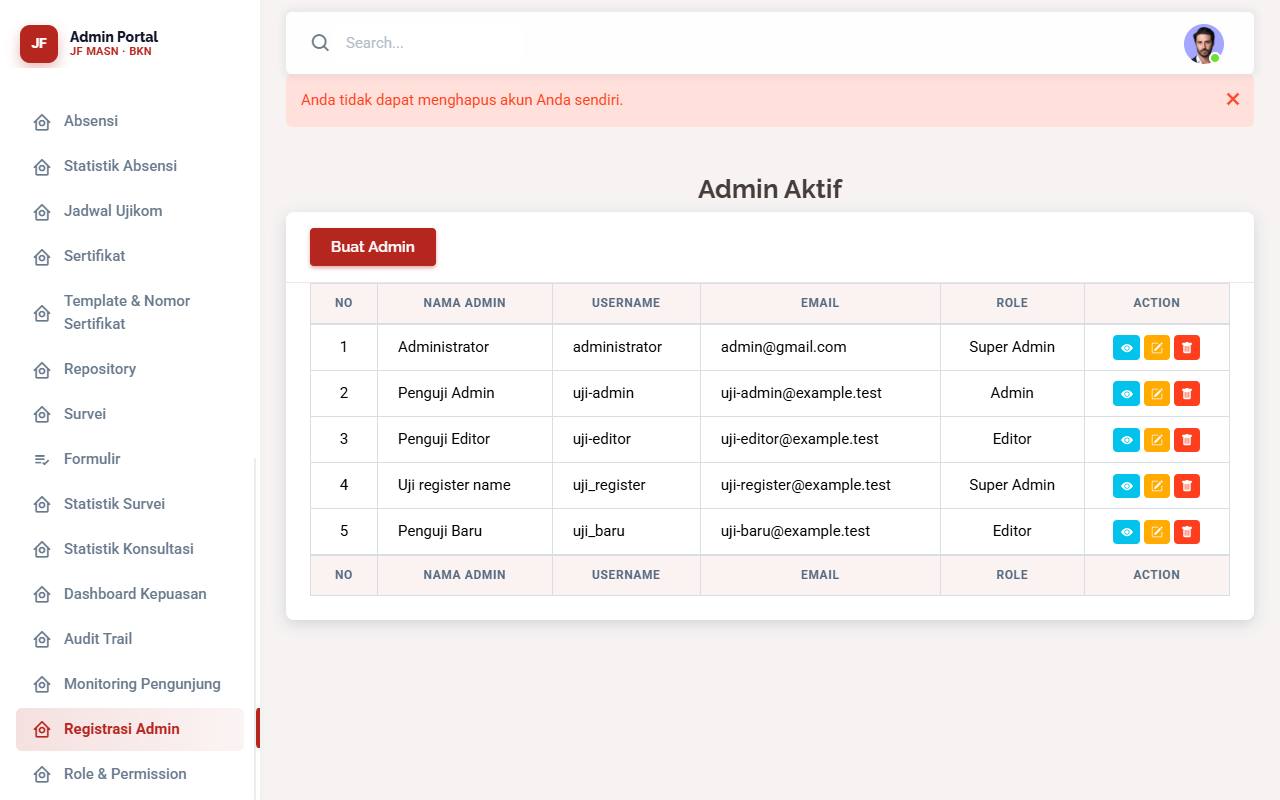 JF
Admin Portal
JF MASN · BKN
Absensi
Statistik Absensi
Jadwal Ujikom
Sertifikat
Template & Nomor
Sertifikat
Repository
Survei
Formulir
Statistik Survei
Statistik Konsultasi
Dashboard Kepuasan
Audit Trail
Monitoring Pengunjung
Registrasi Admin
Role & Permission
Search...
Anda tidak dapat menghapus akun Anda sendiri.
Admin Aktif
Buat Admin
NO NAMA ADMIN USERNAME EMAIL ROLE ACTION
1 Administrator administrator admin@gmail.com Super Admin
2 Penguji Admin uji-admin uji-admin@example.test Admin
3 Penguji Editor uji-editor uji-editor@example.test Editor
4 Uji register name uji_register uji-register@example.test Super Admin
5 Penguji Baru uji_baru uji-baru@example.test Editor
NO NAMA ADMIN USERNAME EMAIL ROLE ACTION